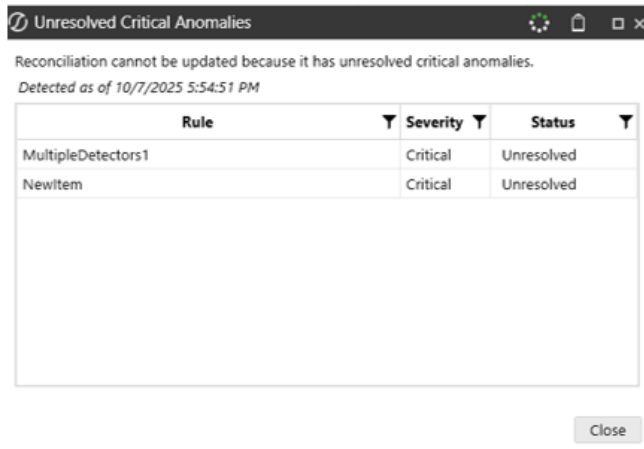 Unresolved Critical Anomalies
Reconciliation cannot be updated because it has unresolved critical anomalies.
Detected as of 10/7/2025 5:54:51 PM
Rule Severity Status
MultipleDetectors1 Critical Unresolved
NewItem Critical Unresolved
Close